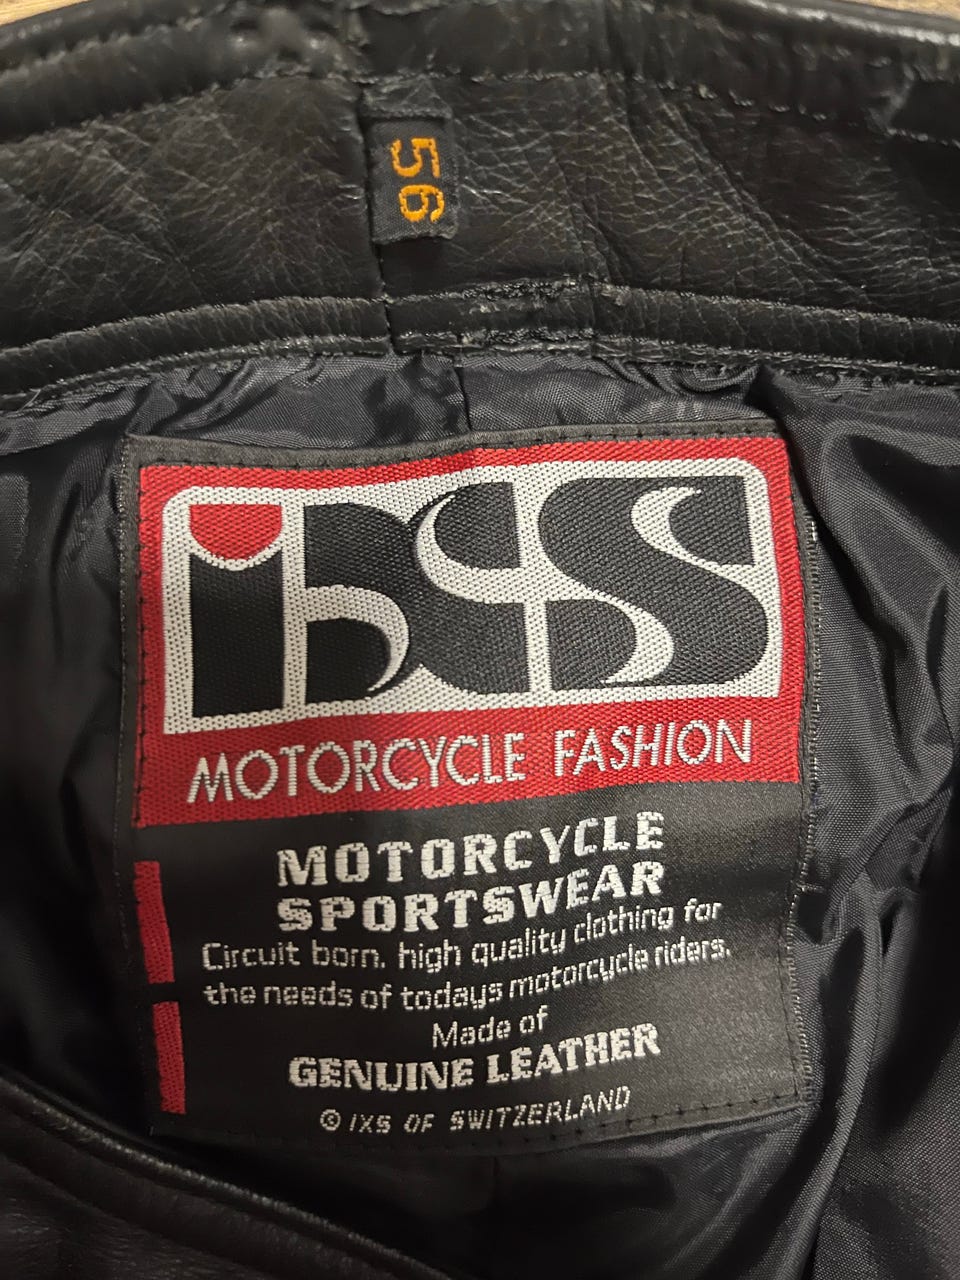 56
iXS
MOTORCYCLE FASHION
MOTORCYCLE
SPORTSWEAR
Circuit born. high quality clothing for
the needs of todays motorcycle riders.
Made of
GENUINE LEATHER
© IXS OF SWITZERLAND